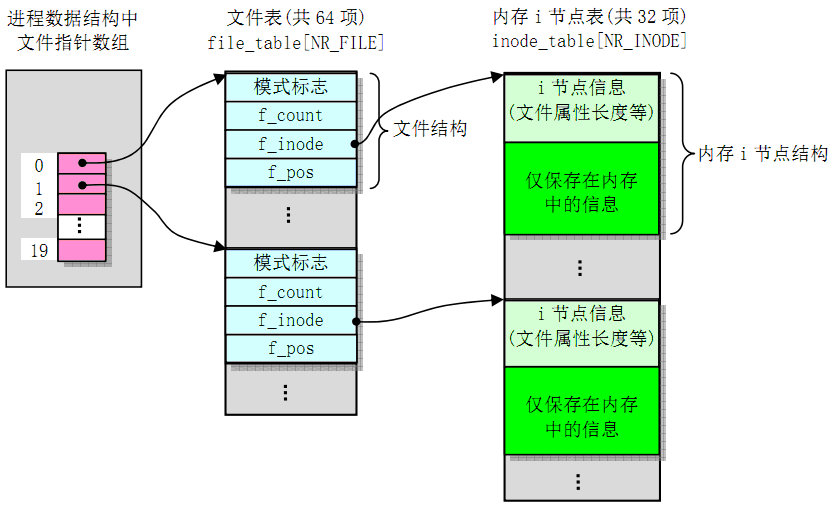 进程数据结构中
文件指针数组
0
1
2
⋮
19
文件表(共 64 项)
file_table[NR_FILE]
模式标志
f_count
f_inode
f_pos
⋮
模式标志
f_count
f_inode
f_pos
⋮
文件结构
内存 i 节点表(共 32 项)
inode_table[NR_INODE]
i 节点信息
(文件属性长度等)
仅保存在内存
中的信息
⋮
i 节点信息
(文件属性长度等)
仅保存在内存
中的信息
⋮
内存 i 节点结构